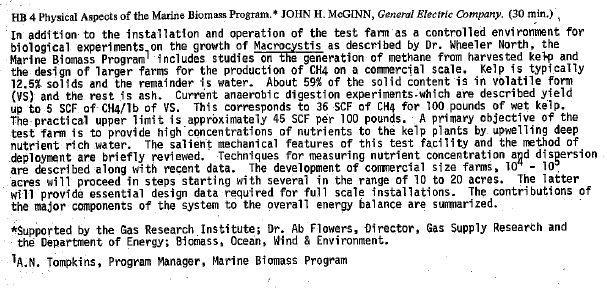 HB 4 Physical Aspects of the Marine Biomass Program.* JOHN H. McGINN, General Electric Company. (30 min.)
In addition to the installation and operation of the test farm as a controlled environment for
biological experiments on the growth of Macrocystis as described by Dr. Wheeler North, the
Marine Biomass Program¹ includes studies on the generation of methane from harvested kelp and
the design of larger farms for the production of CH4 on a commercial scale. Kelp is typically
12.5% solids and the remainder is water. About 59% of the solid content is in volatile form
(VS) and the rest is ash. Current anaerobic digestion experiments which are described yield
up to 5 SCF of CH4/lb of VS. This corresponds to 36 SCF of CH4 for 100 pounds of wet kelp.
The practical upper limit is approximately 45 SCF per 100 pounds. A primary objective of the
test farm is to provide high concentrations of nutrients to the kelp plants by upwelling deep
nutrient rich water. The salient mechanical features of this test facility and the method of
deployment are briefly reviewed. Techniques for measuring nutrient concentration and dispersion
are described along with recent data. The development of commercial size farms, 10⁴ - 10⁵
acres will proceed in steps starting with several in the range of 10 to 20 acres. The latter
will provide essential design data required for full scale installations. The contributions of
the major components of the system to the overall energy balance are summarized.
*Supported by the Gas Research Institute; Dr. Ab Flowers, Director, Gas Supply Research and
the Department of Energy; Biomass, Ocean, Wind & Environment.
¹A.N. Tompkins, Program Manager, Marine Biomass Program